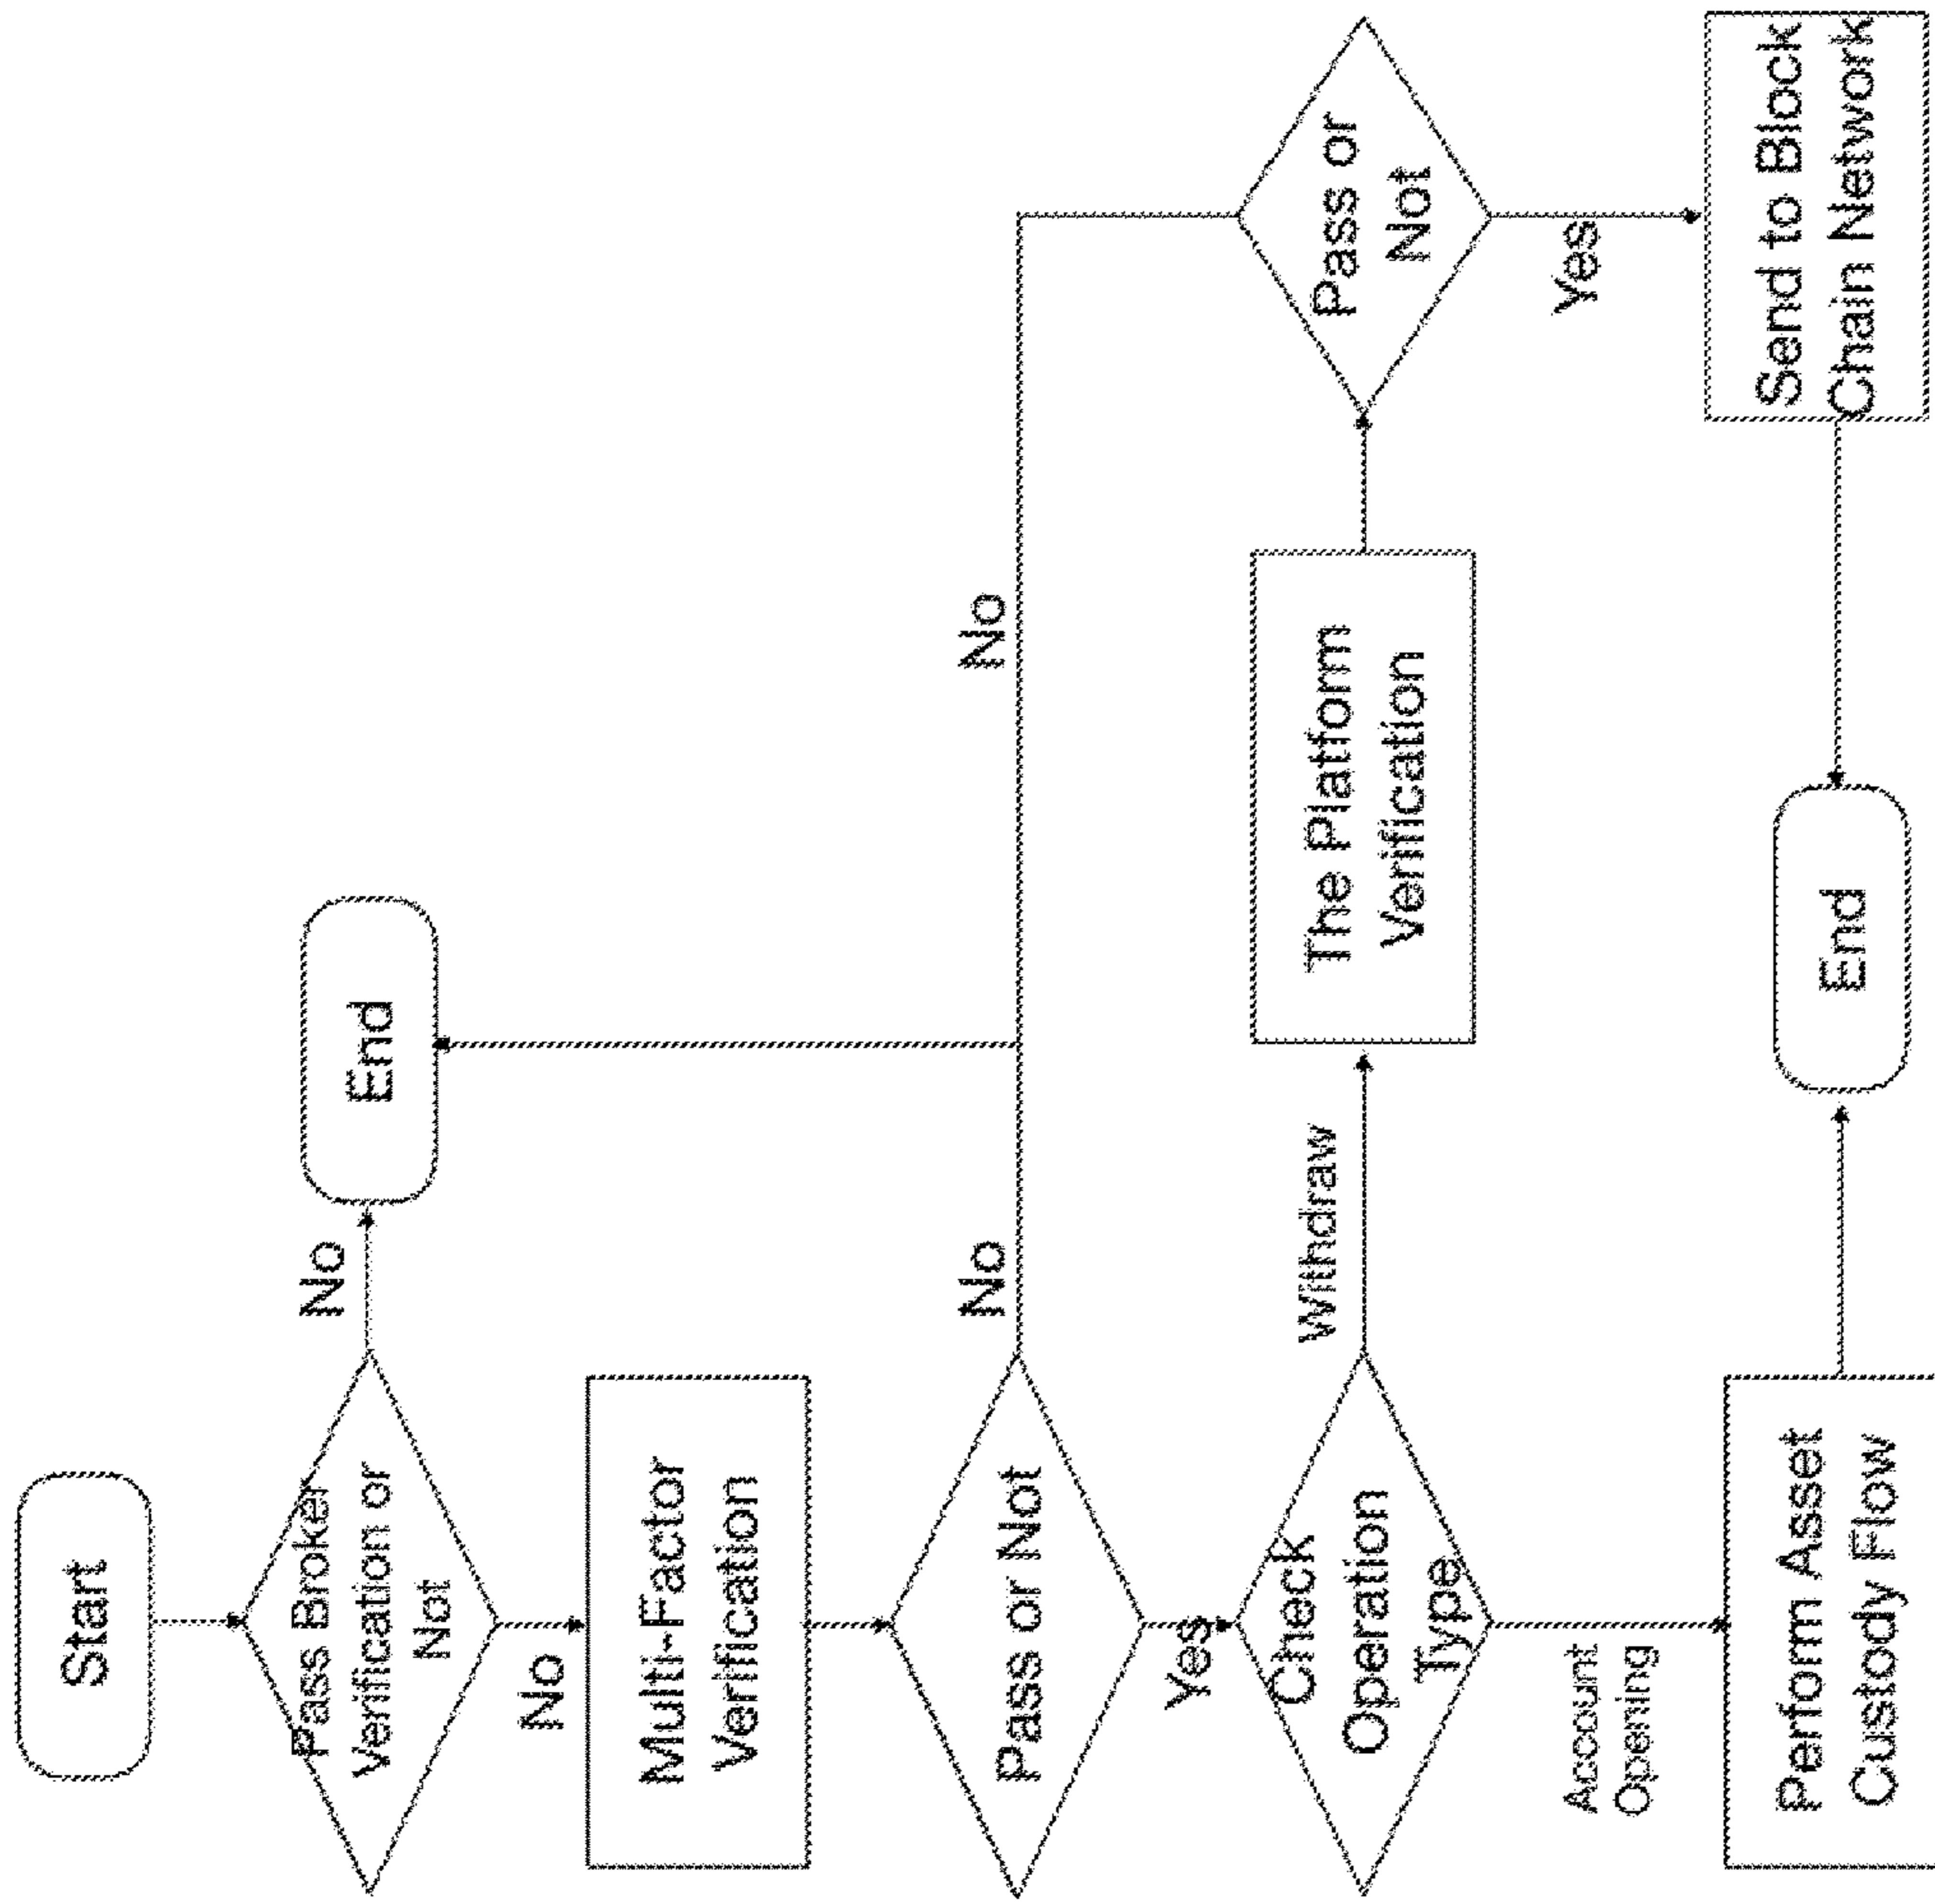 Start
Pass Broker
Verification or
Not
No
End
No
Multi-Factor
Verification
Pass or Not
No
No
Yes
Check
Operation
Type
Withdraw
The Platform
Verification
Pass or
Not
Yes
Account
Opening
Perform Asset
Custody Flow
End
Send to Block
Chain Network